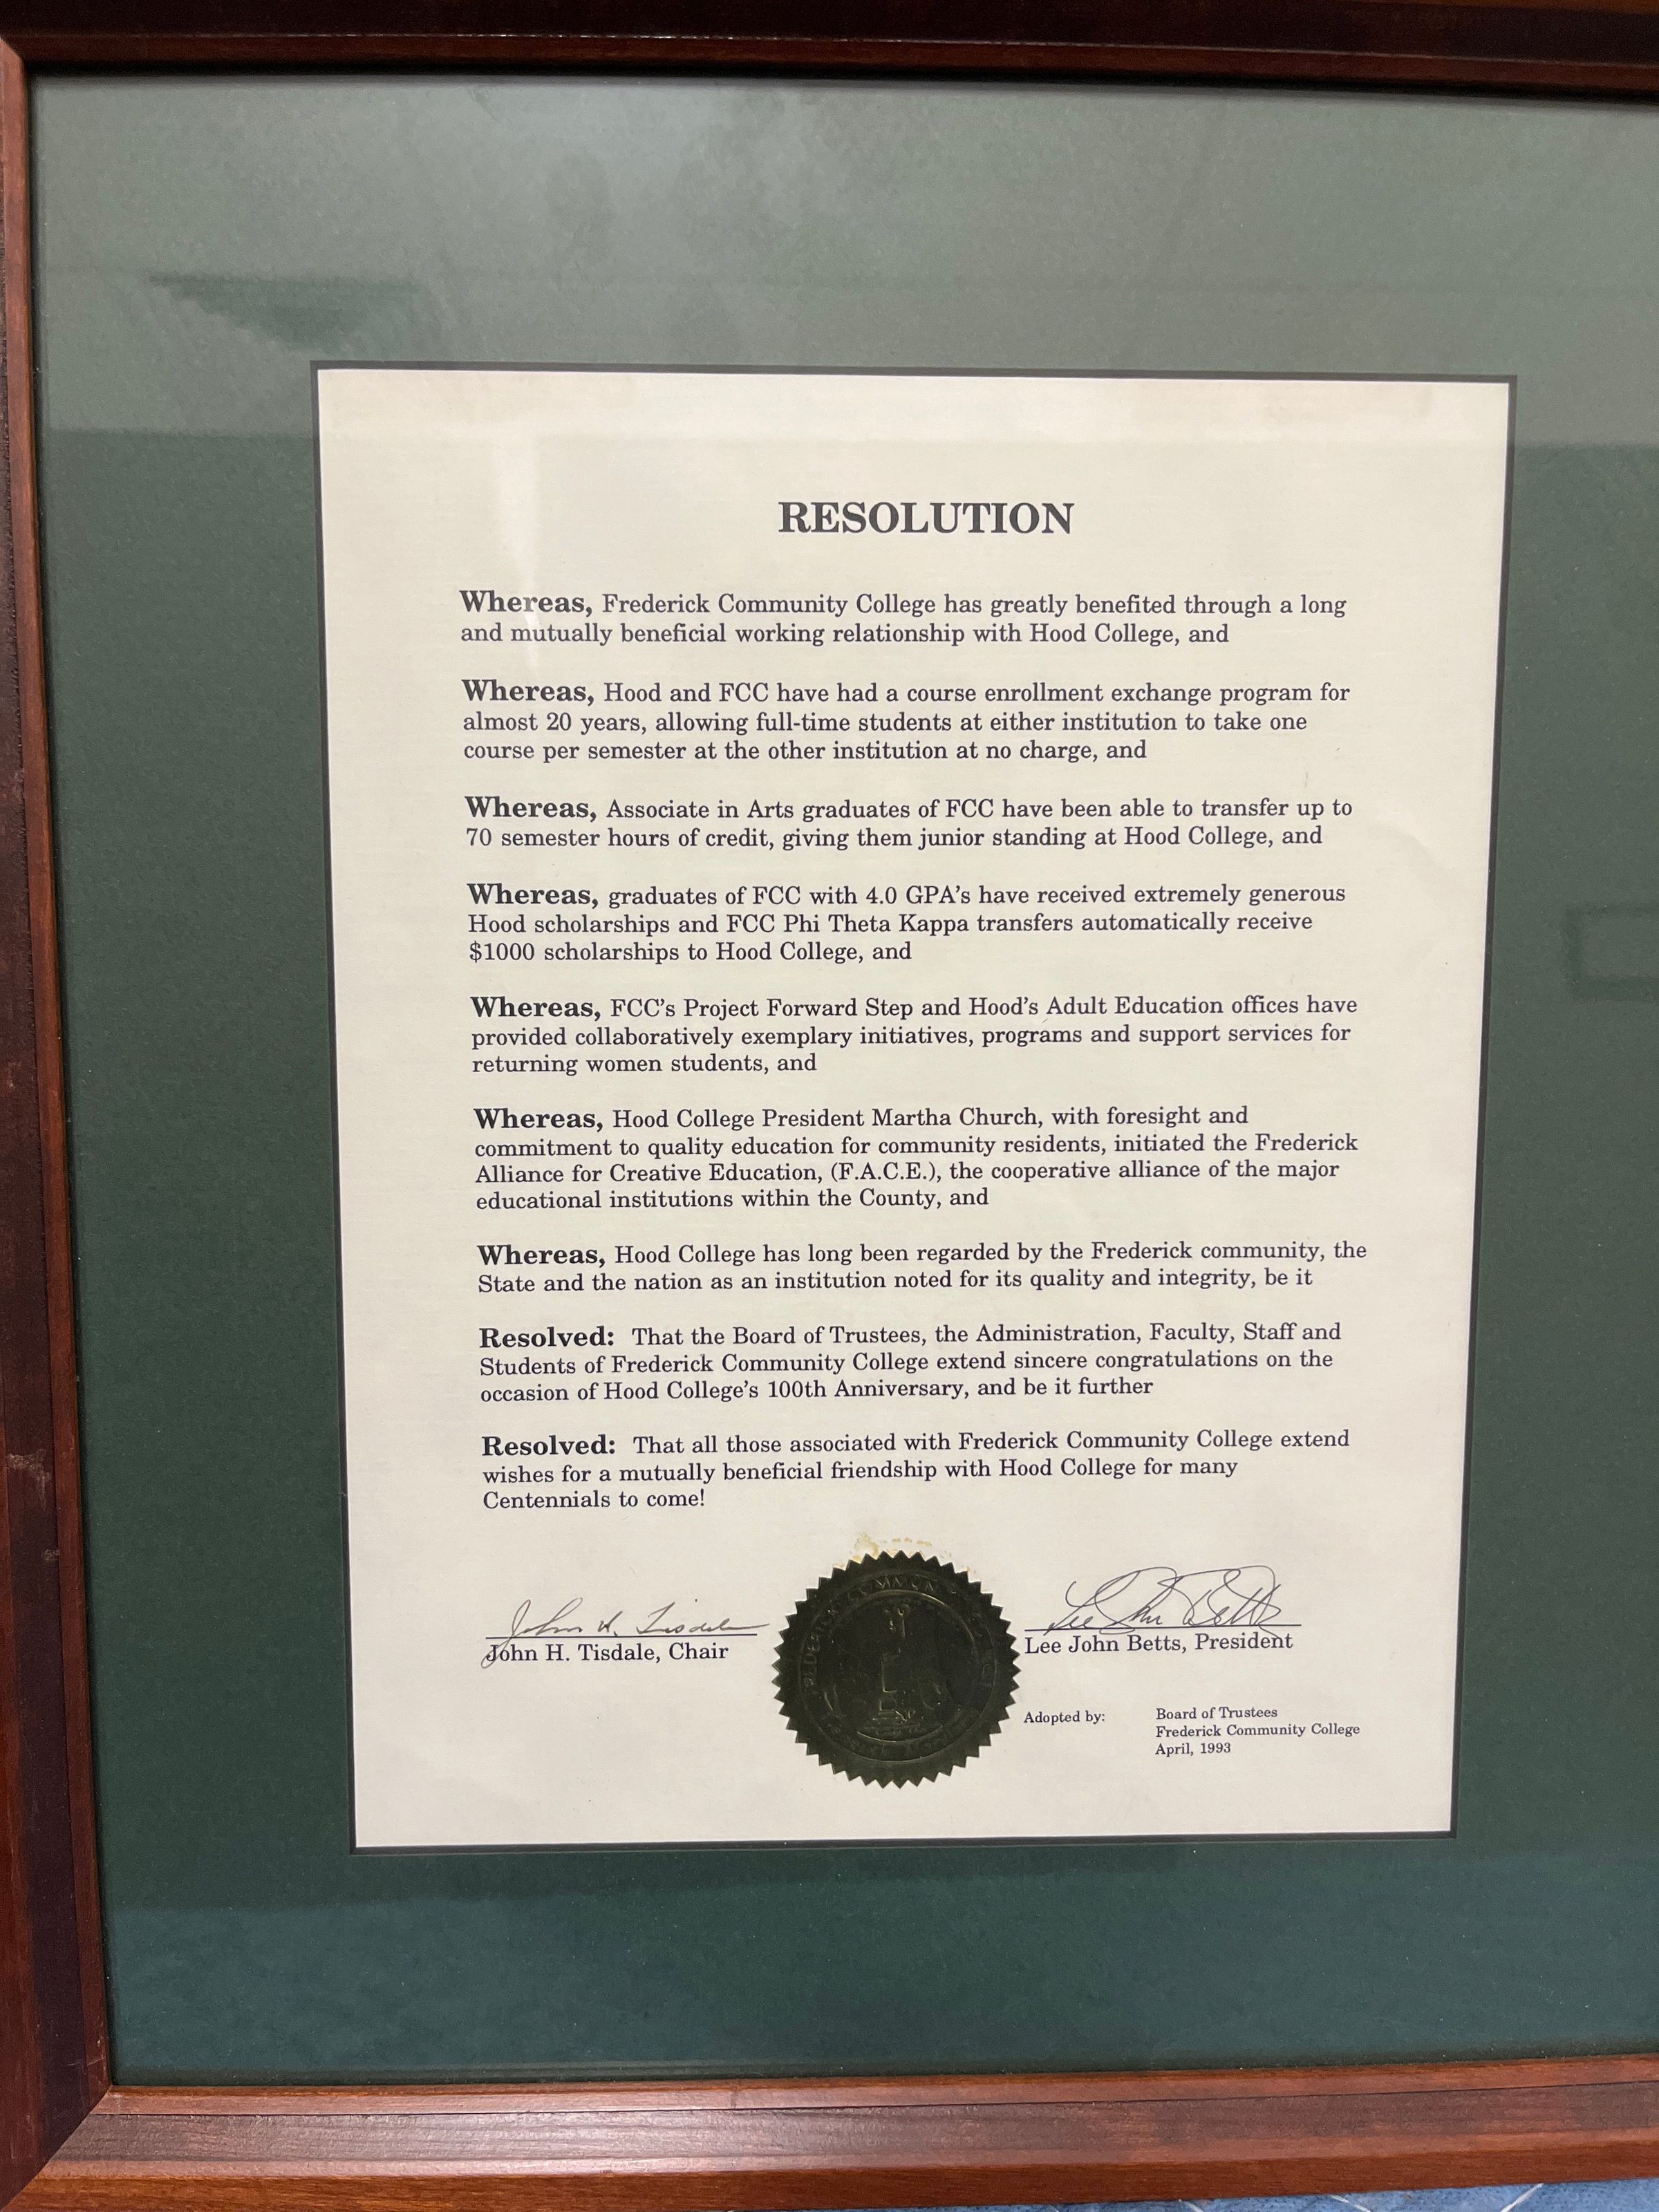 RESOLUTION
Whereas, Frederick Community College has greatly benefited through a long
and mutually beneficial working relationship with Hood College, and
Whereas, Hood and FCC have had a course enrollment exchange program for
almost 20 years, allowing full-time students at either institution to take one
course per semester at the other institution at no charge, and
Whereas, Associate in Arts graduates of FCC have been able to transfer up to
70 semester hours of credit, giving them junior standing at Hood College, and
Whereas, graduates of FCC with 4.0 GPA's have received extremely generous
Hood scholarships and FCC Phi Theta Kappa transfers automatically receive
$1000 scholarships to Hood College, and
Whereas, FCC's Project Forward Step and Hood's Adult Education offices have
provided collaboratively exemplary initiatives, programs and support services for
returning women students, and
Whereas, Hood College President Martha Church, with foresight and
commitment to quality education for community residents, initiated the Frederick
Alliance for Creative Education, (F.A.C.E.), the cooperative alliance of the major
educational institutions within the County, and
Whereas, Hood College has long been regarded by the Frederick community, the
State and the nation as an institution noted for its quality and integrity, be it
Resolved: That the Board of Trustees, the Administration, Faculty, Staff and
Students of Frederick Community College extend sincere congratulations on the
occasion of Hood College's 100th Anniversary, and be it further
Resolved: That all those associated with Frederick Community College extend
wishes for a mutually beneficial friendship with Hood College for many
Centennials to come!
John H. Tisdale
John H. Tisdale, Chair
Lee John Betts
Lee John Betts, President
Adopted by: Board of Trustees
Frederick Community College
April, 1993